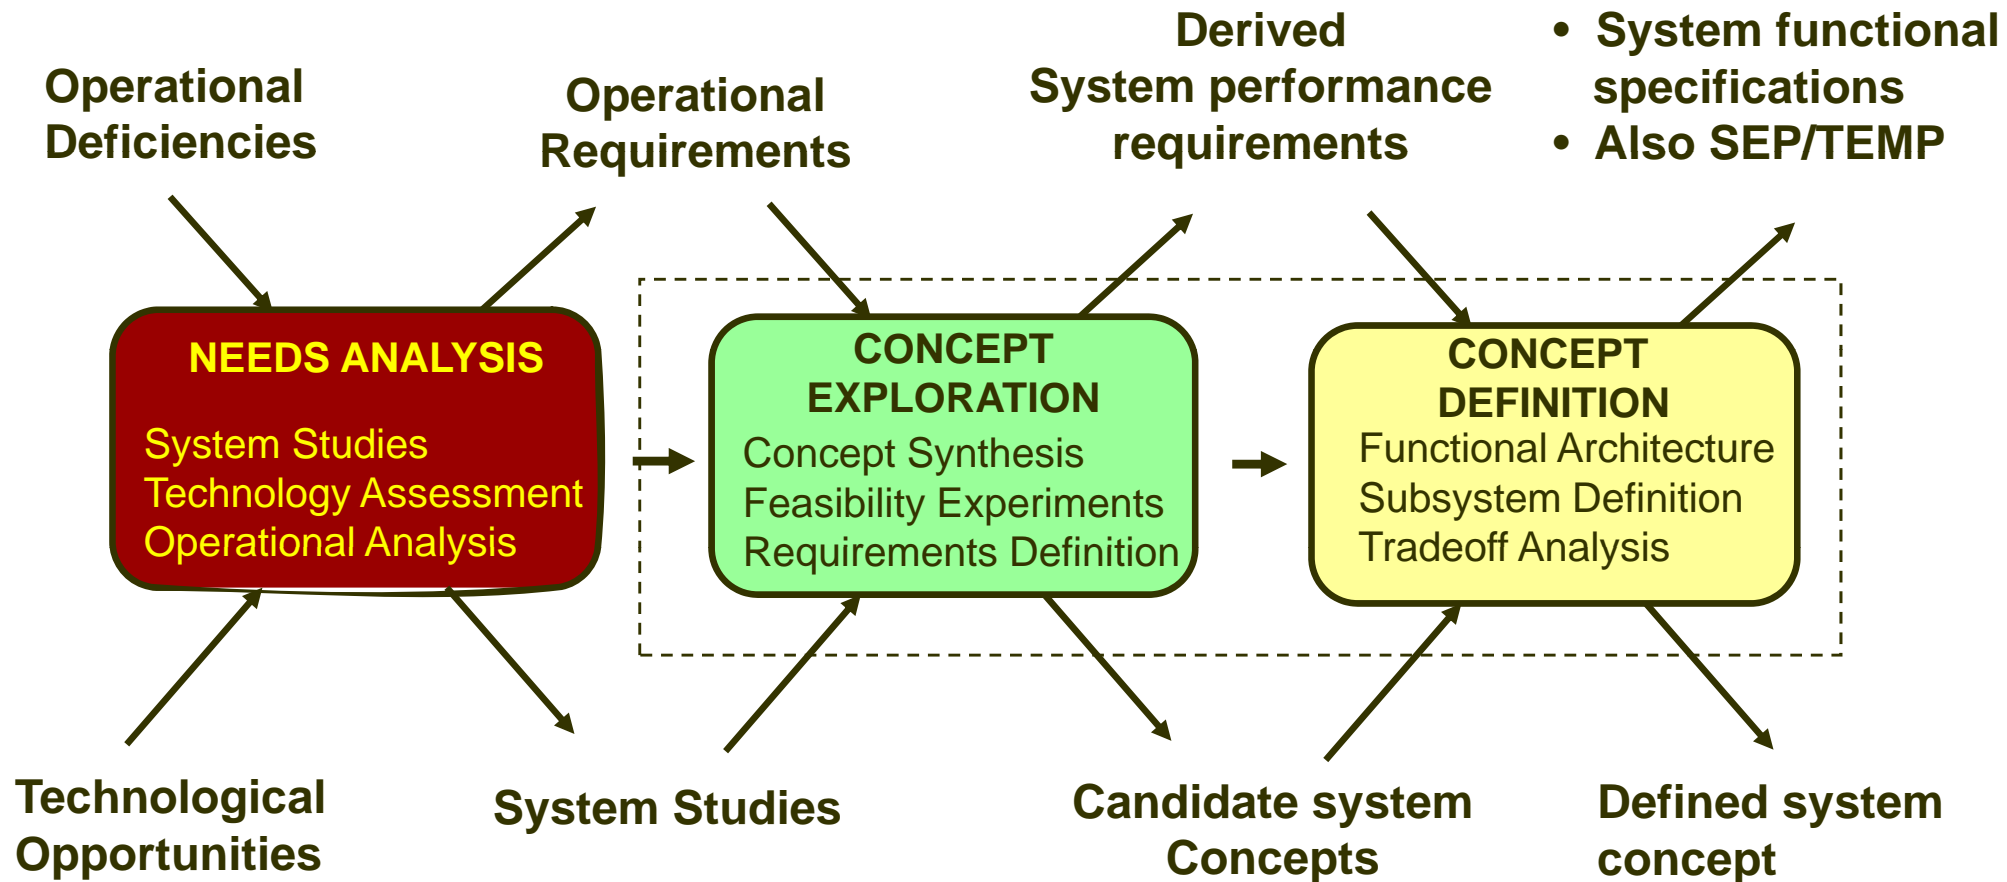 Operational
Deficiencies
Operational
Requirements
Derived
System performance
requirements
• System functional
specifications
• Also SEP/TEMP
NEEDS ANALYSIS
System Studies
Technology Assessment
Operational Analysis
CONCEPT
EXPLORATION
Concept Synthesis
Feasibility Experiments
Requirements Definition
CONCEPT
DEFINITION
Functional Architecture
Subsystem Definition
Tradeoff Analysis
Technological
Opportunities
System Studies
Candidate system
Concepts
Defined system
concept